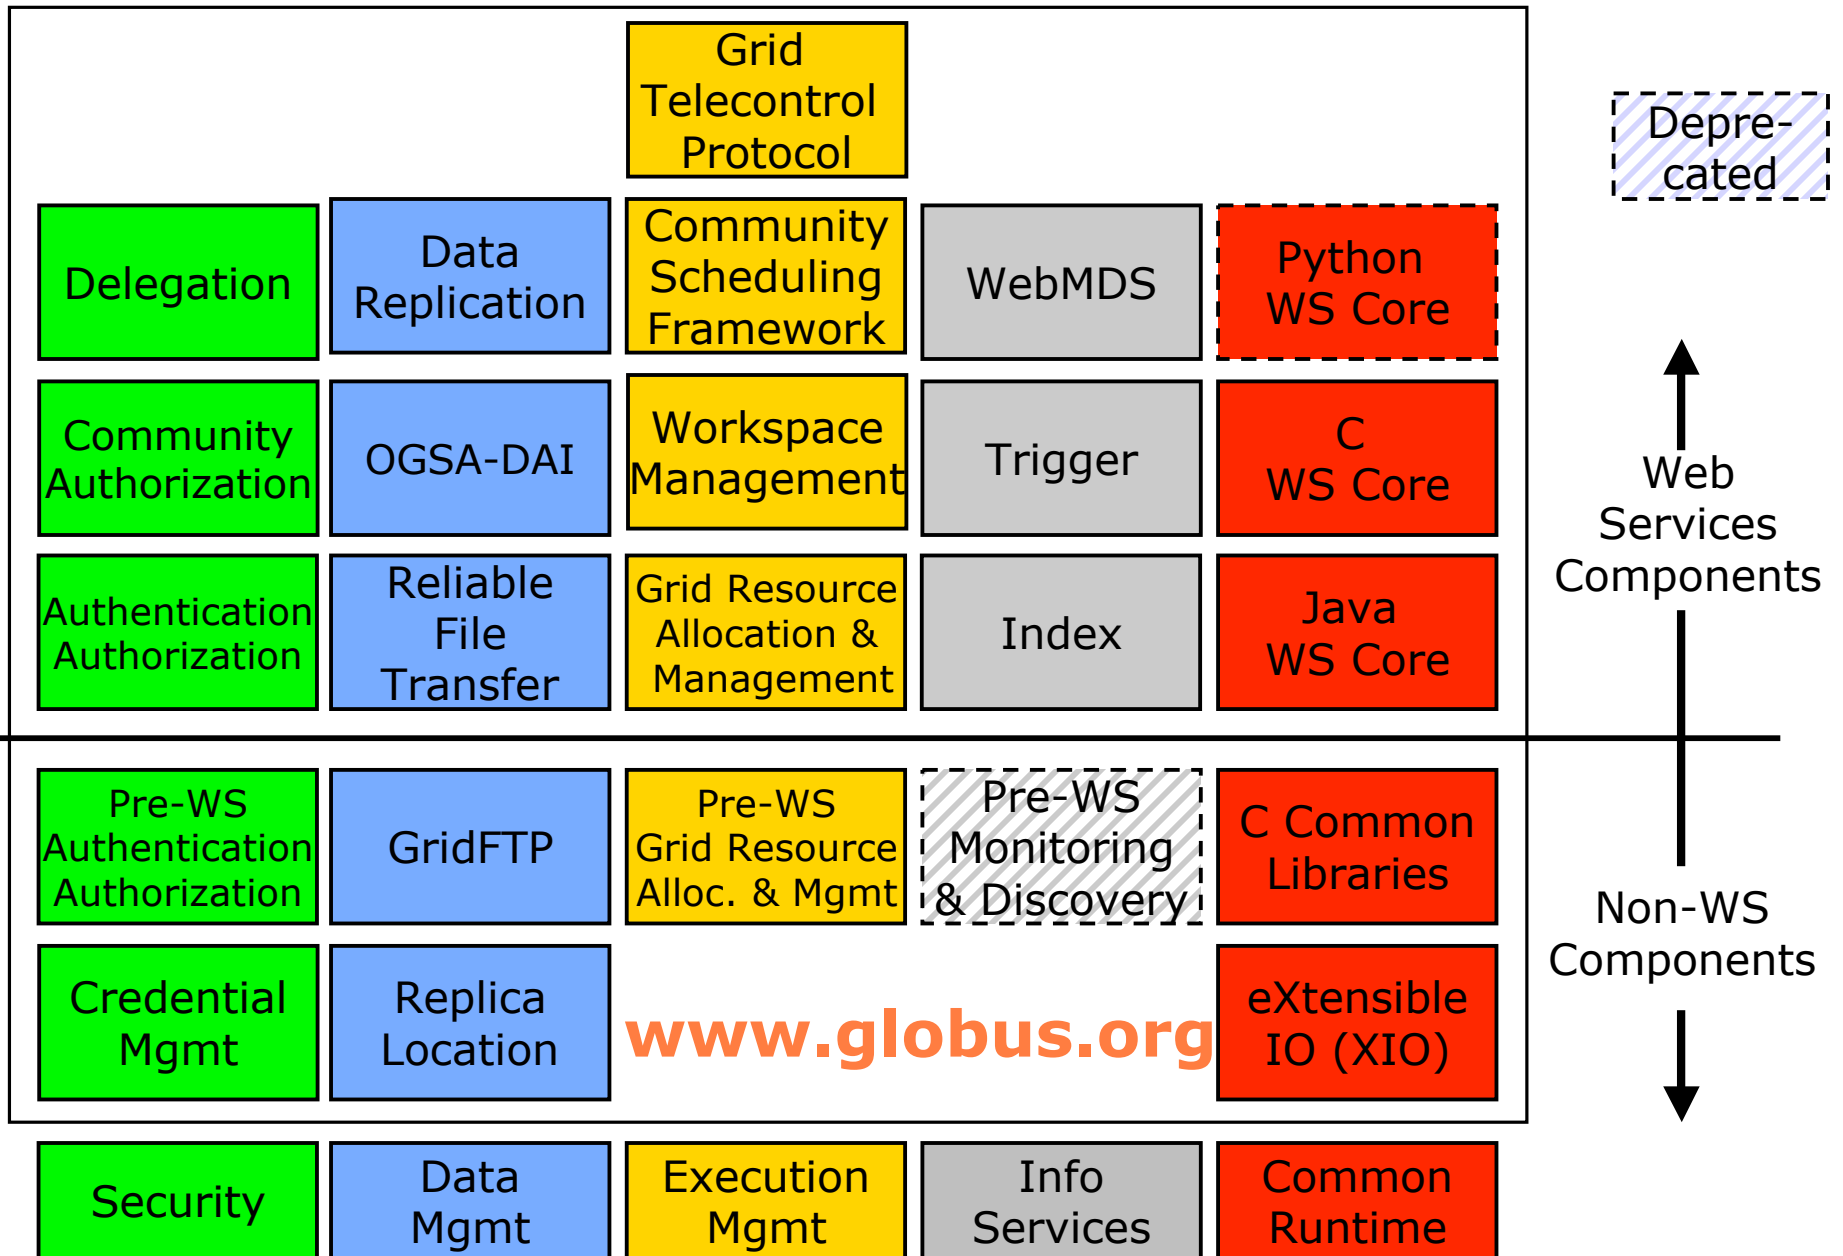 Grid
Telecontrol
Protocol
Depre-
cated
Delegation
Data
Replication
Community
Scheduling
Framework
WebMDS
Python
WS Core
Community
Authorization
OGSA-DAI
Workspace
Management
Trigger
C
WS Core
Web
Services
Components
Authentication
Authorization
Reliable
File
Transfer
Grid Resource
Allocation &
Management
Index
Java
WS Core
Pre-WS
Authentication
Authorization
GridFTP
Pre-WS
Grid Resource
Alloc. & Mgmt
Pre-WS
Monitoring
& Discovery
C Common
Libraries
Non-WS
Components
Credential
Mgmt
Replica
Location
www.globus.org
eXtensible
IO (XIO)
Security
Data
Mgmt
Execution
Mgmt
Info
Services
Common
Runtime